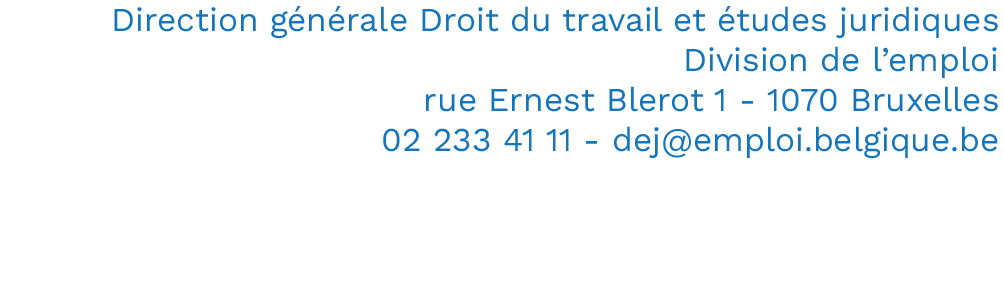 Direction générale Droit du travail et études juridiques
Division de l’emploi
rue Ernest Blerot 1 - 1070 Bruxelles
02 233 41 11 - dej@emploi.belgique.be